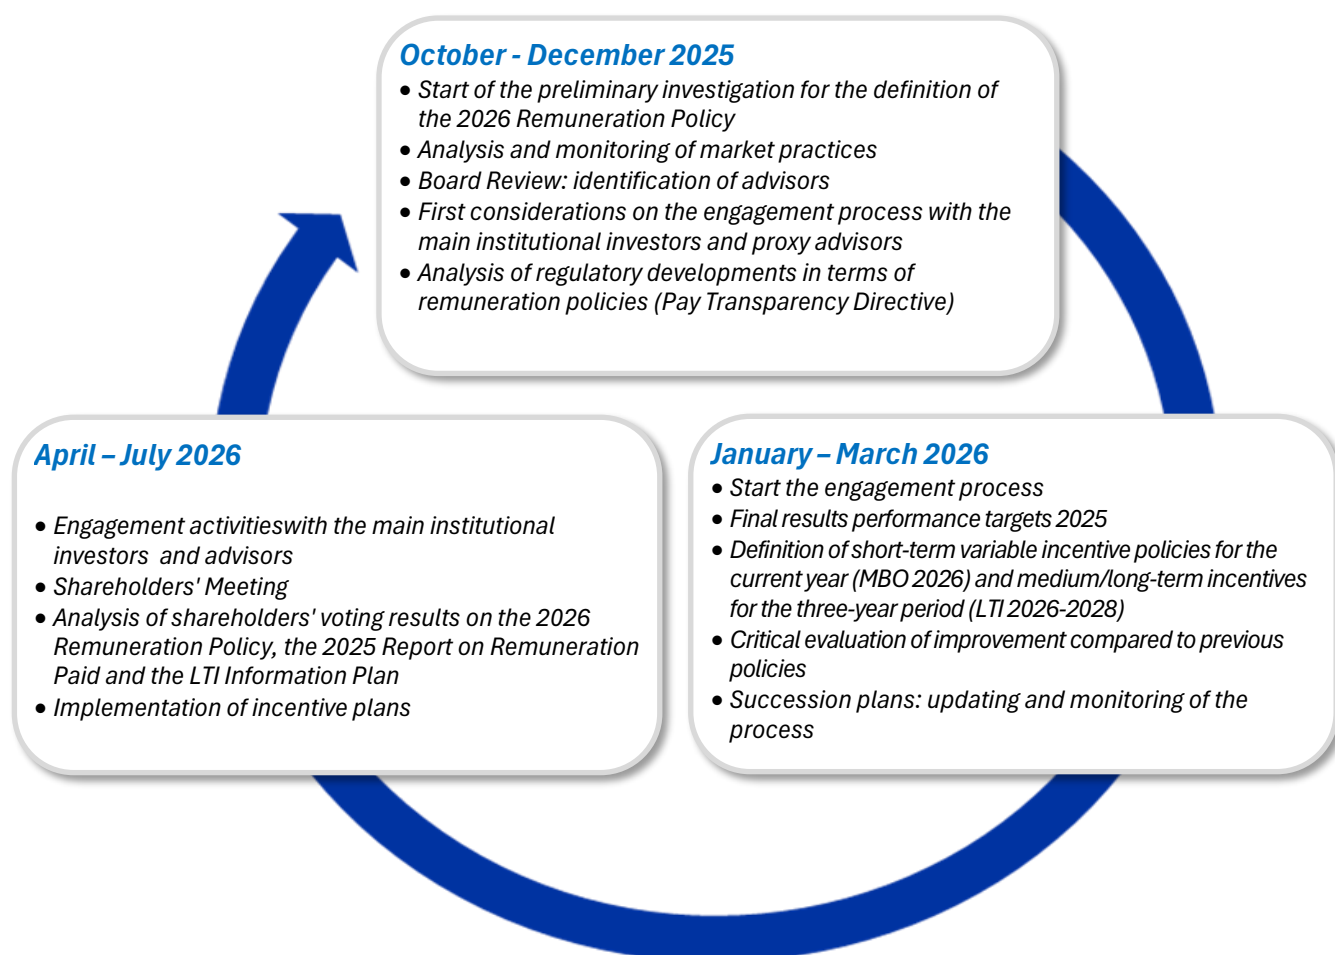 October - December 2025
• Start of the preliminary investigation for the definition of
the 2026 Remuneration Policy
• Analysis and monitoring of market practices
• Board Review: identification of advisors
• First considerations on the engagement process with the
main institutional investors and proxy advisors
• Analysis of regulatory developments in terms of
remuneration policies (Pay Transparency Directive)
April – July 2026
• Engagement activitieswith the main institutional
investors  and advisors
• Shareholders' Meeting
• Analysis of shareholders' voting results on the 2026
Remuneration Policy, the 2025 Report on Remuneration
Paid and the LTI Information Plan
• Implementation of incentive plans
January – March 2026
• Start the engagement process
• Final results performance targets 2025
• Definition of short-term variable incentive policies for the
current year (MBO 2026) and medium/long-term incentives
for the three-year period (LTI 2026-2028)
• Critical evaluation of improvement compared to previous
policies
• Succession plans: updating and monitoring of the
process